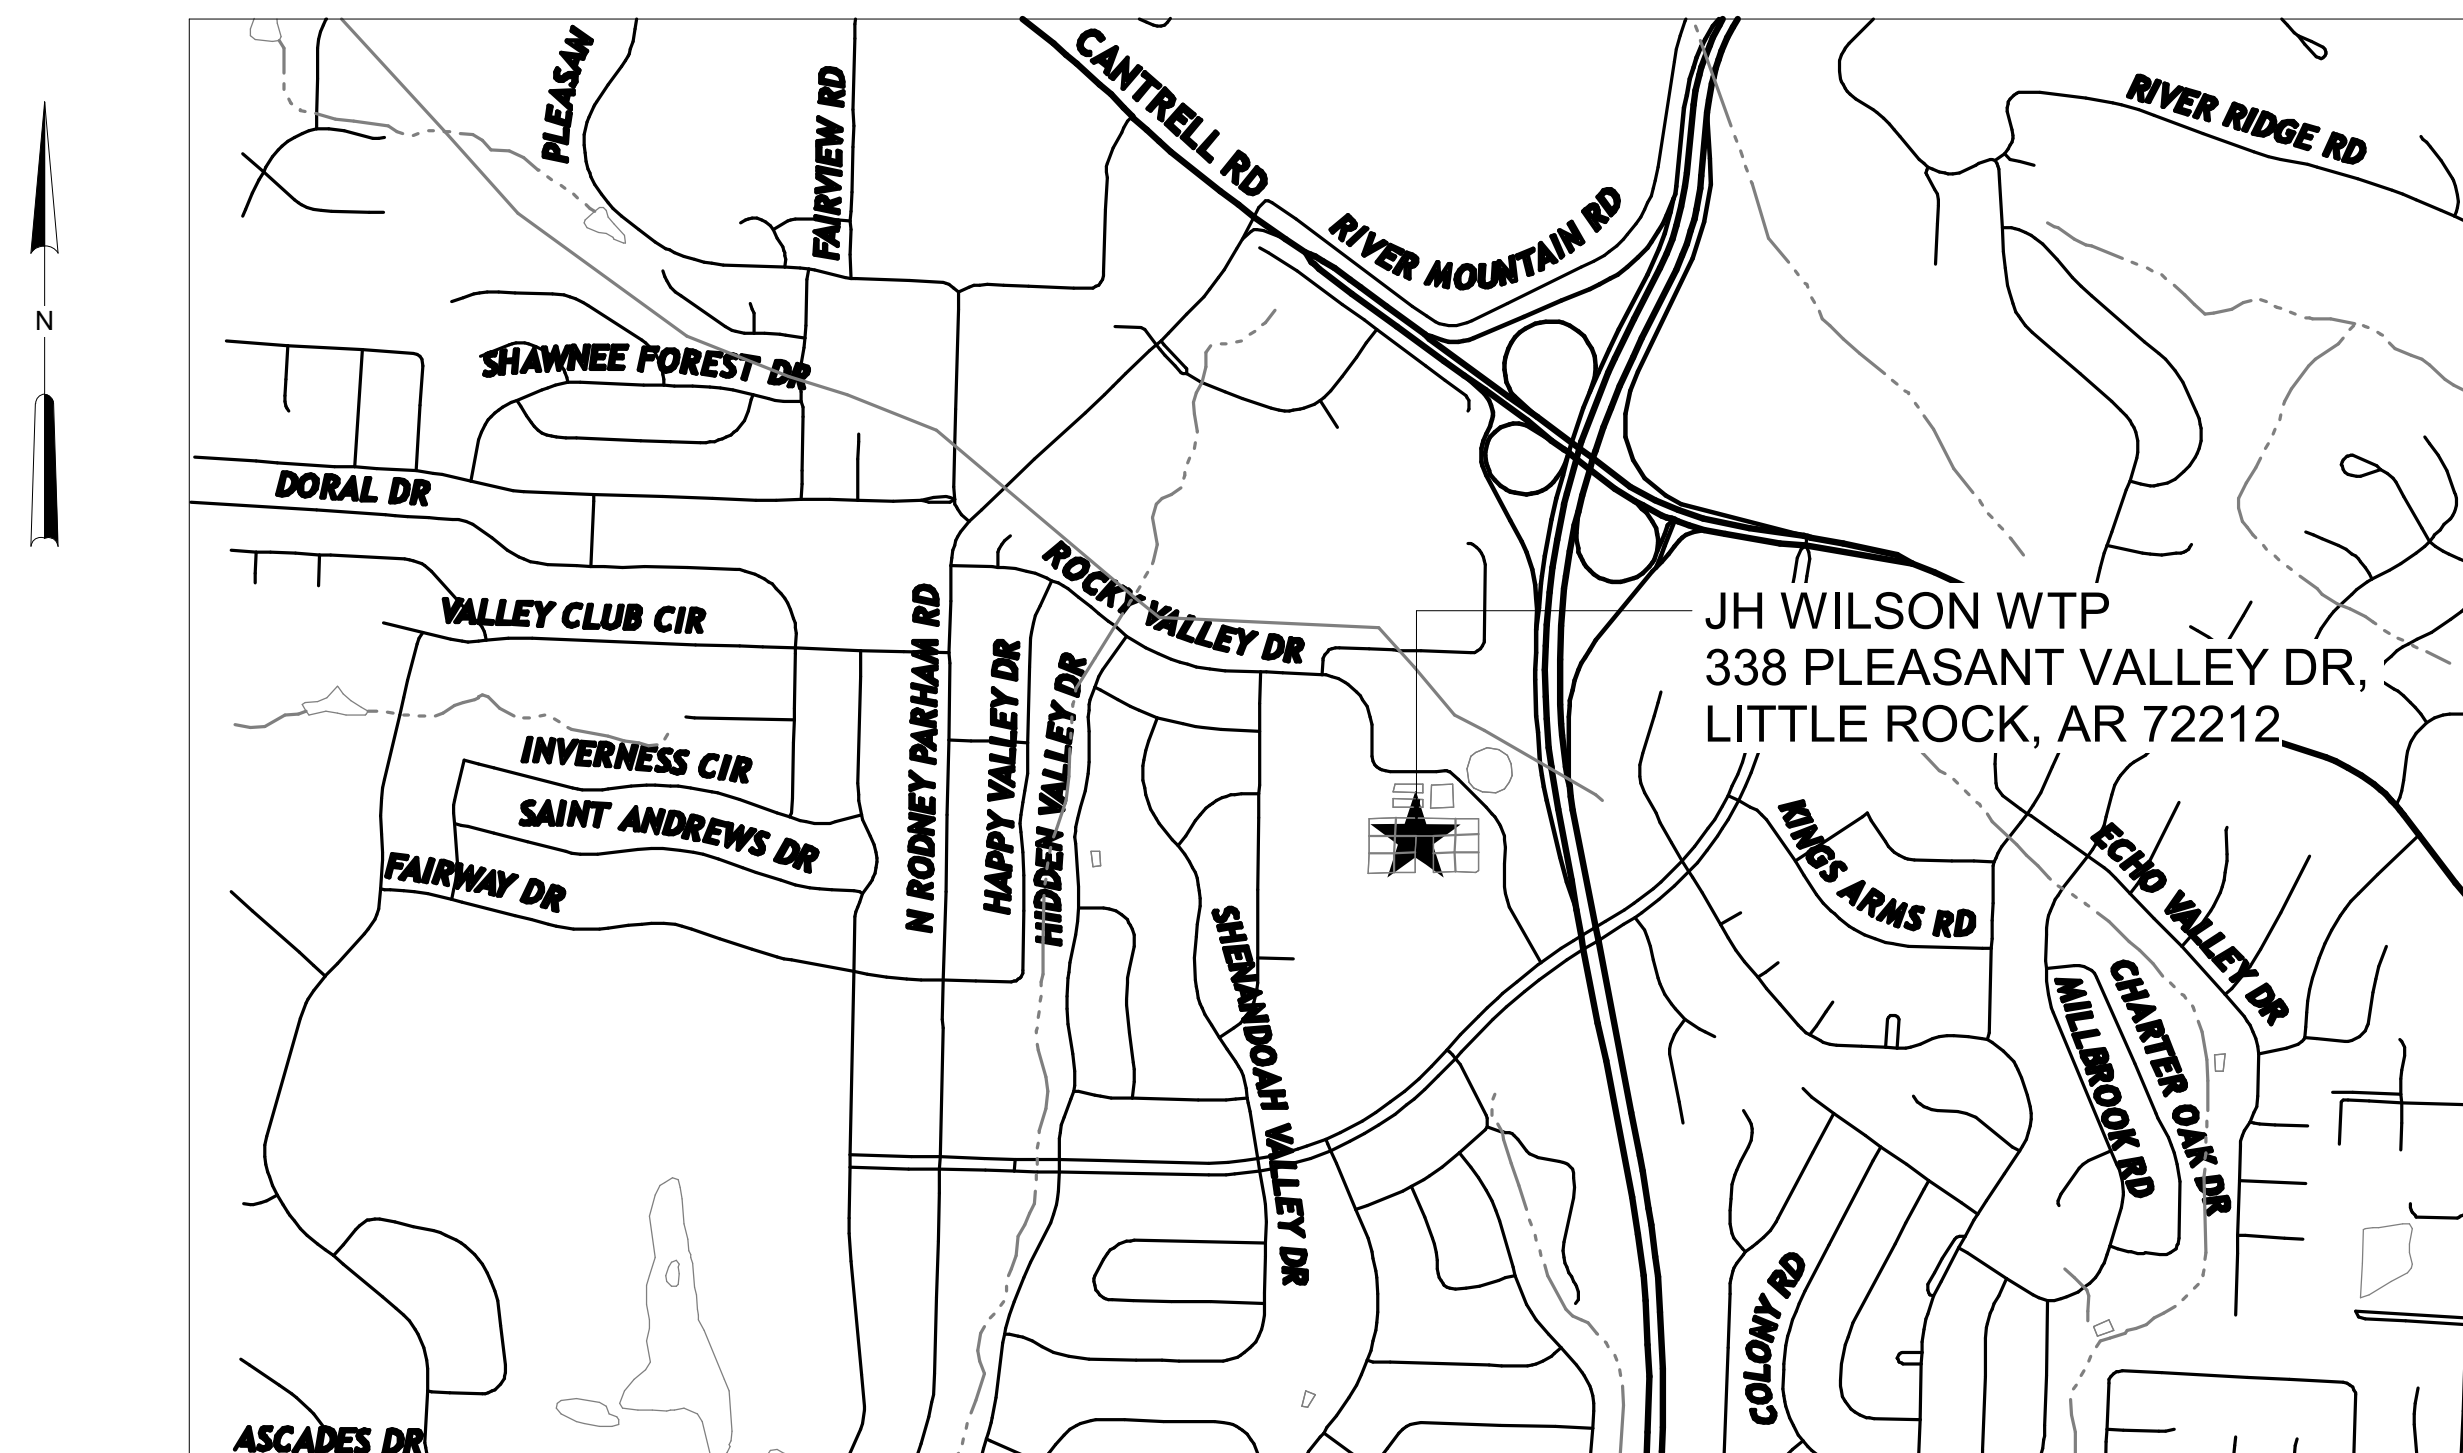 PLEASAN
FAIRVIEW RD
CANTRELL RD
RIVER MOUNTAIN RD
RIVER RIDGE RD
N
SHAWNEE FOREST DR
DORAL DR
VALLEY CLUB CIR
ROCKY VALLEY DR
N RODNEY PARHAM RD
HAPPY VALLEY DR
HIDDEN VALLEY DR
JH WILSON WTP
338 PLEASANT VALLEY DR,
LITTLE ROCK, AR 72212
INVERNESS CIR
SAINT ANDREWS DR
FAIRWAY DR
SHENANDOAH VALLEY DR
KINGS ARMS RD
ECHO VALLEY DR
CHARTER OAK DR
MILLBROOK RD
COLONY RD
ASCADES DR